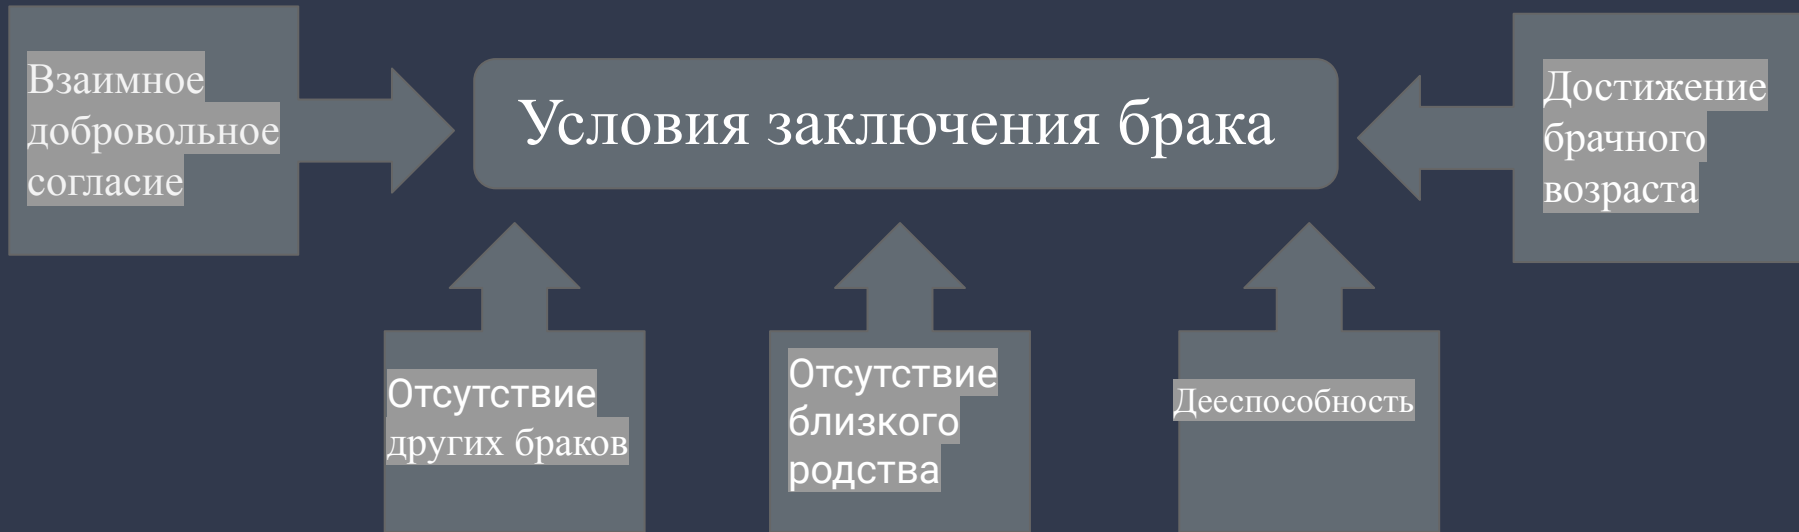 Взаимное
добровольное
согласие
Условия заключения брака
Достижение
брачного
возраста
Отсутствие
других браков
Отсутствие
близкого
родства
Дееспособность